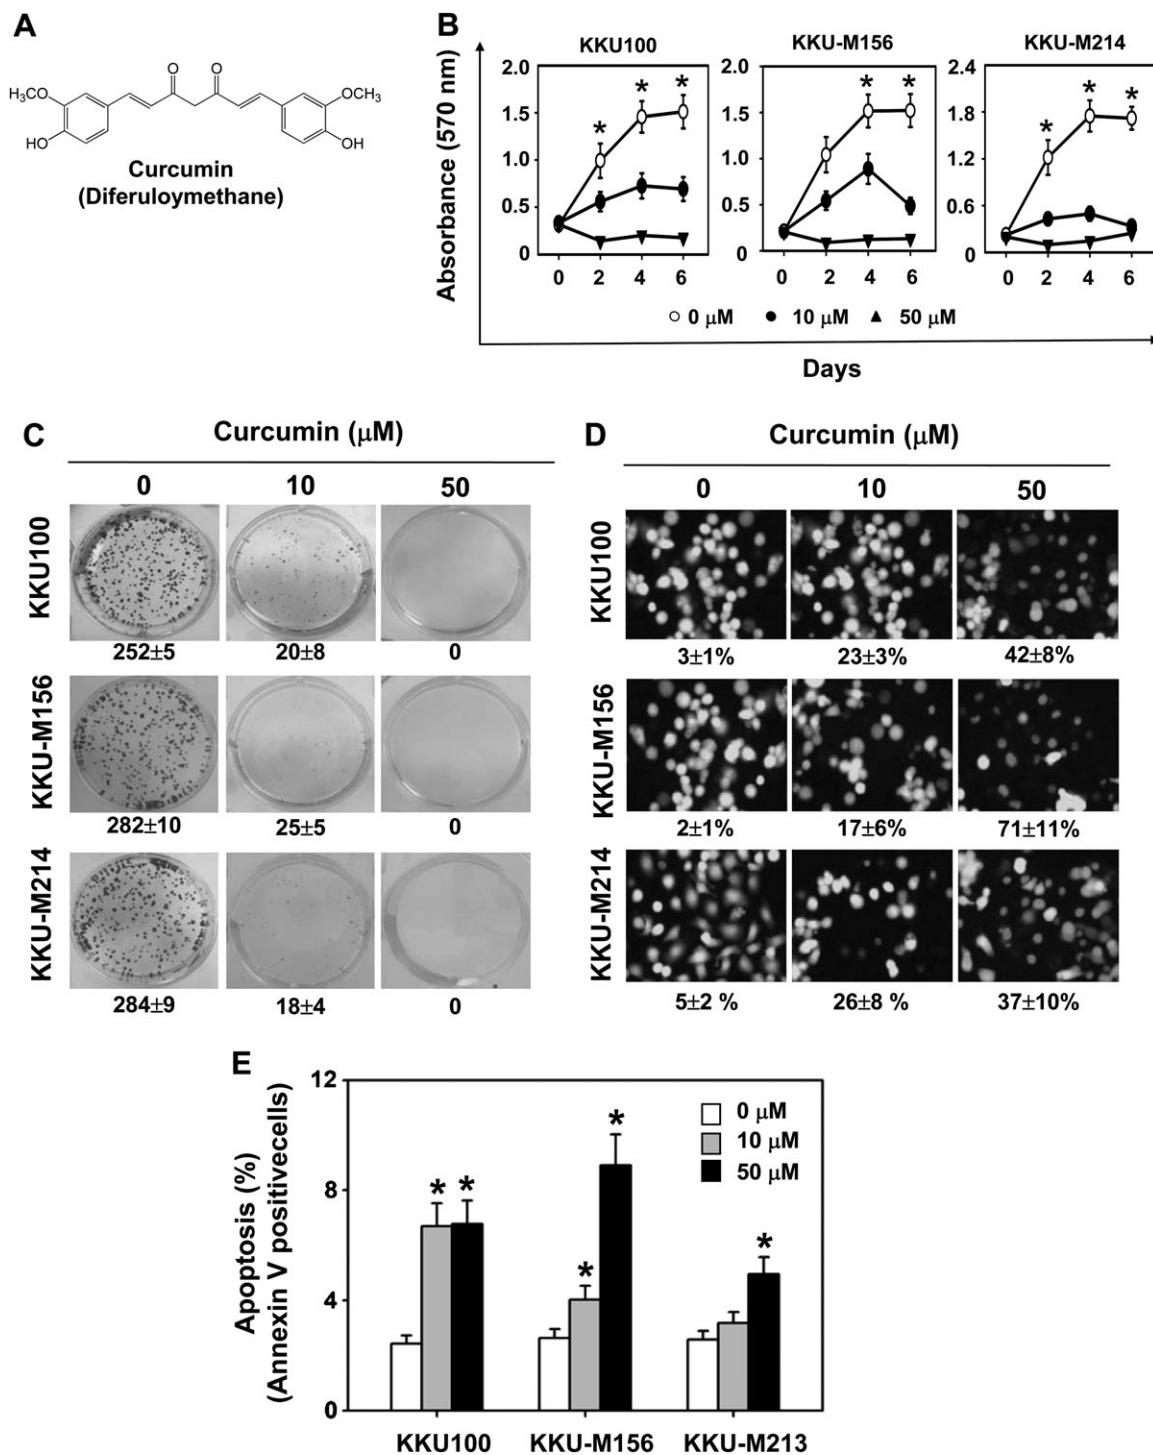 A
O O
H₃CO OCH₃
HO OH
Curcumin
(Diferuloymethane)
B
Absorbance (570 nm)
KKU100 KKU-M156 KKU-M214
2.0 2.0 2.4
1.5 1.5 1.8
1.0 1.0 1.2
0.5 0.5 0.6
0 0 0
* * *
* *
* * *
0 2 4 6 0 2 4 6 0 2 4 6
0 μM 10 μM 50 μM
Days
C
Curcumin (μM)
0 10 50
KKU100
252±5 20±8 0
KKU-M156
282±10 25±5 0
KKU-M214
284±9 18±4 0
D
Curcumin (μM)
0 10 50
KKU100
3±1% 23±3% 42±8%
KKU-M156
2±1% 17±6% 71±11%
KKU-M214
5±2 % 26±8 % 37±10%
E
Apoptosis (%)
(Annexin V positivecells)
12
8
4
0
0 μM
10 μM
50 μM
* * * * *
KKU100 KKU-M156 KKU-M213